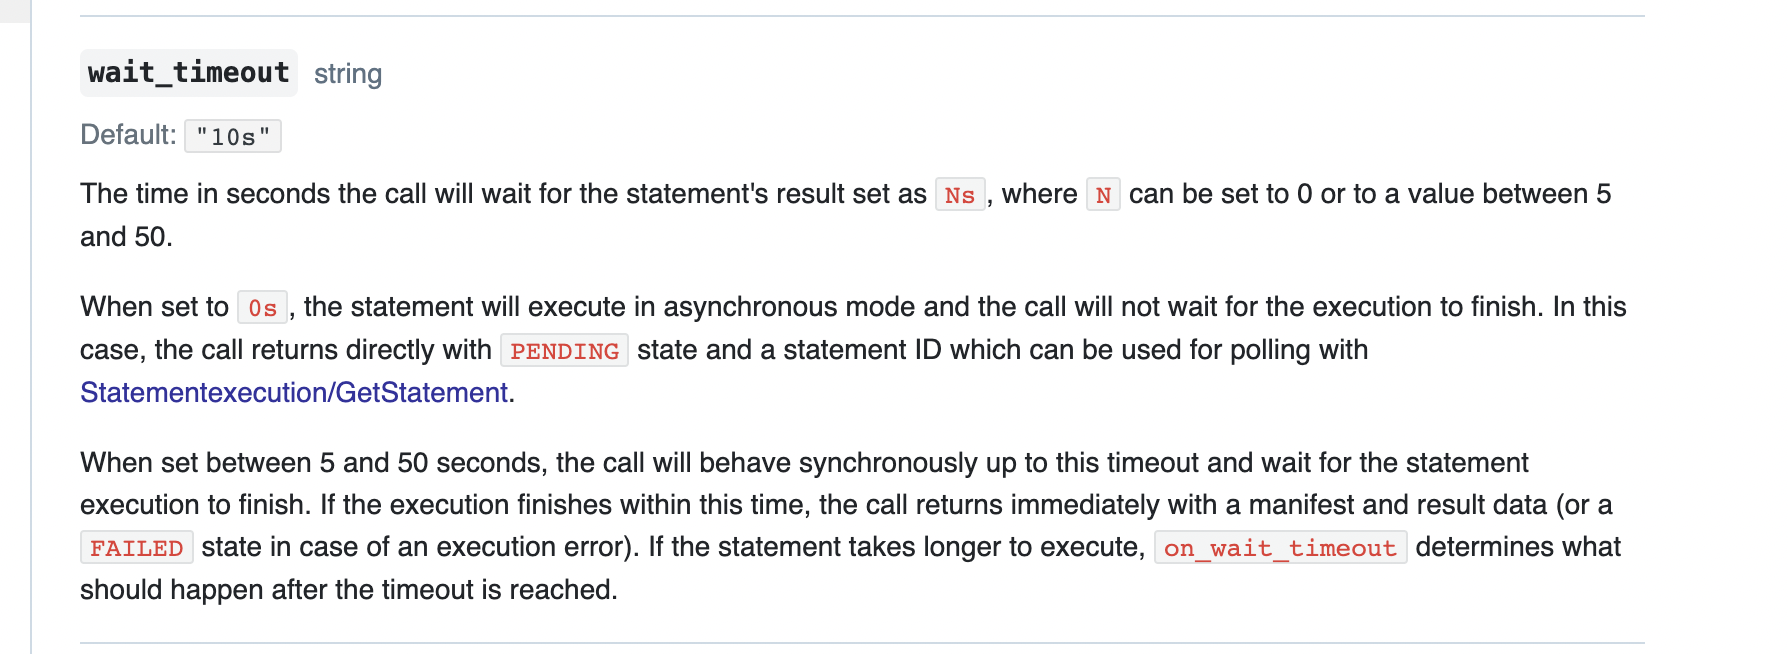 wait_timeout string
Default: "10s"
The time in seconds the call will wait for the statement's result set as Ns, where N can be set to 0 or to a value between 5
and 50.
When set to 0s, the statement will execute in asynchronous mode and the call will not wait for the execution to finish. In this
case, the call returns directly with PENDING state and a statement ID which can be used for polling with
Statementexecution/GetStatement.
When set between 5 and 50 seconds, the call will behave synchronously up to this timeout and wait for the statement
execution to finish. If the execution finishes within this time, the call returns immediately with a manifest and result data (or a
FAILED state in case of an execution error). If the statement takes longer to execute, on_wait_timeout determines what
should happen after the timeout is reached.